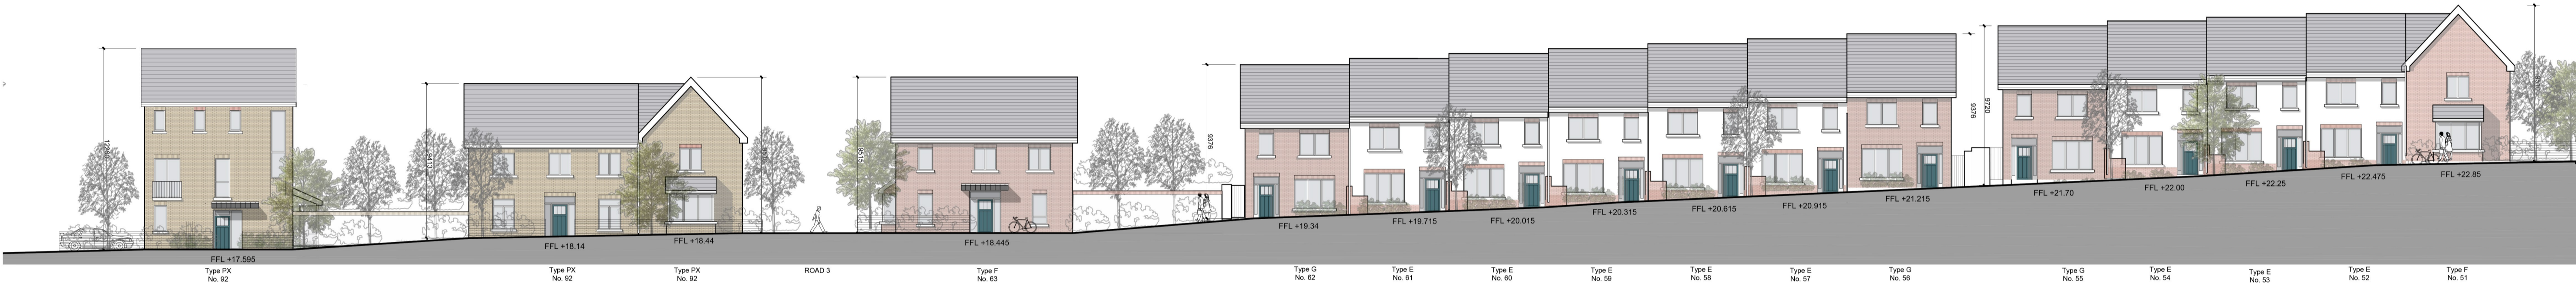 9515
9376
9376
9720
FFL +17.595
FFL +18.14
FFL +18.44
FFL +18.445
FFL +19.34
FFL +19.715
FFL +20.015
FFL +20.315
FFL +20.615
FFL +20.915
FFL +21.215
FFL +21.70
FFL +22.00
FFL +22.25
FFL +22.475
FFL +22.85
Type PX
No. 92
Type PX
No. 92
Type PX
No. 92
ROAD 3
Type F
No. 63
Type G
No. 62
Type E
No. 61
Type E
No. 60
Type E
No. 59
Type E
No. 58
Type E
No. 57
Type G
No. 56
Type G
No. 55
Type E
No. 54
Type E
No. 53
Type E
No. 52
Type F
No. 51